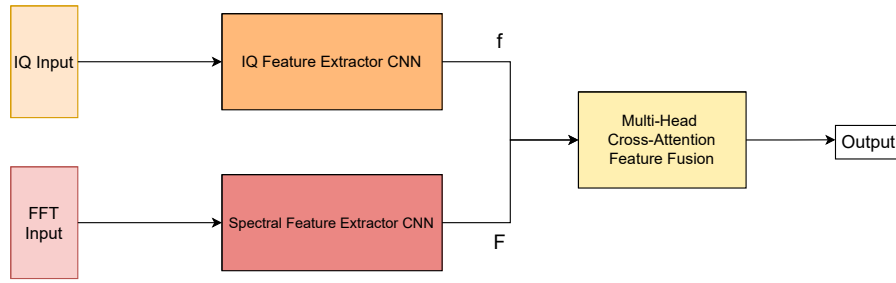 IQ Input
IQ Feature Extractor CNN
f
Multi-Head
Cross-Attention
Feature Fusion
Output
FFT
Input
Spectral Feature Extractor CNN
F